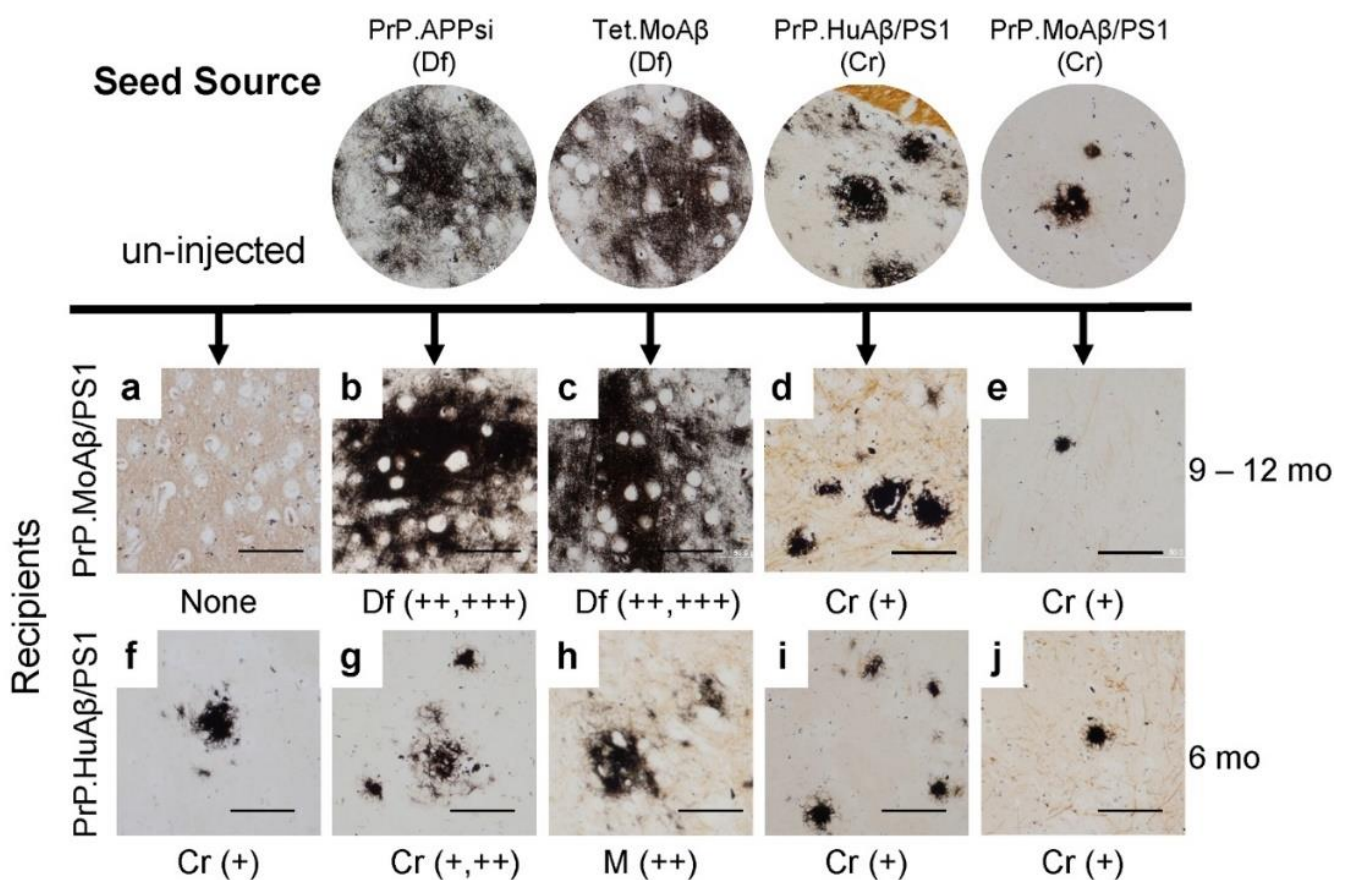 PrP.APPsi Tet.MoAβ PrP.HuAβ/PS1 PrP.MoAβ/PS1
(Df) (Df) (Cr) (Cr)
Seed Source
un-injected
Recipients
PrP.MoAβ/PS1
a b c d e
9 – 12 mo
None Df (++,+++) Df (++,+++) Cr (+) Cr (+)
PrP.HuAβ/PS1
f g h i j
6 mo
Cr (+) Cr (+,++) M (++) Cr (+) Cr (+)